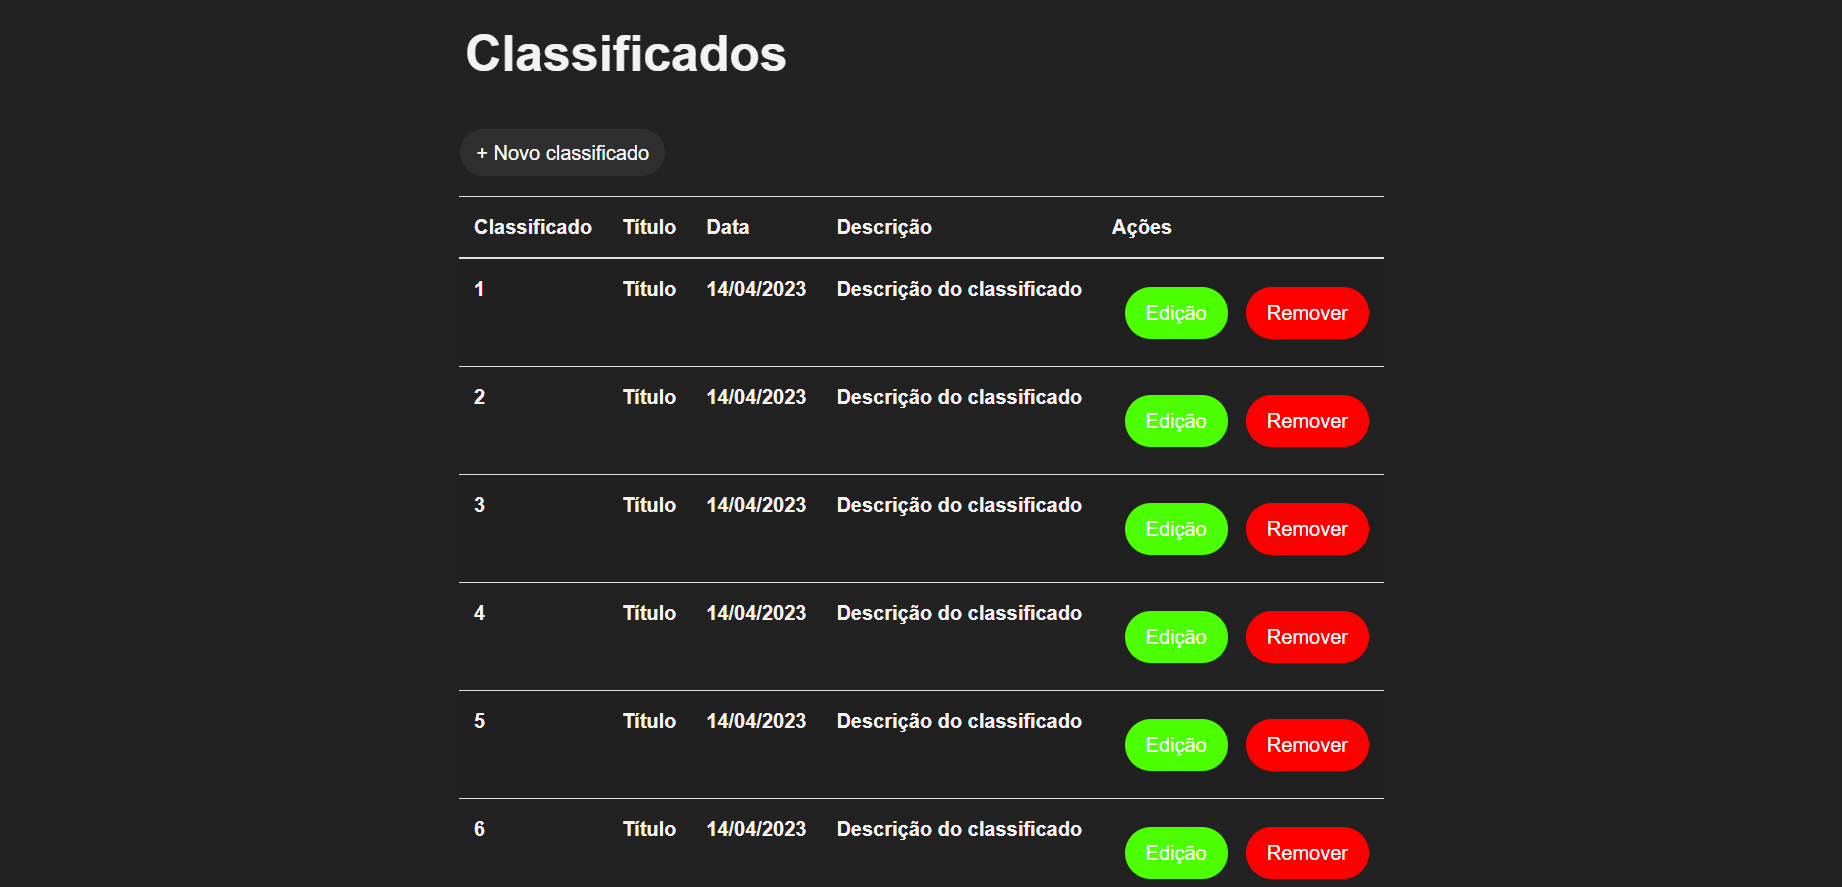 Classificados
+ Novo classificado
Classificado Título Data Descrição Ações
1 Título 14/04/2023 Descrição do classificado Edição Remover
2 Título 14/04/2023 Descrição do classificado Edição Remover
3 Título 14/04/2023 Descrição do classificado Edição Remover
4 Título 14/04/2023 Descrição do classificado Edição Remover
5 Título 14/04/2023 Descrição do classificado Edição Remover
6 Título 14/04/2023 Descrição do classificado Edição Remover